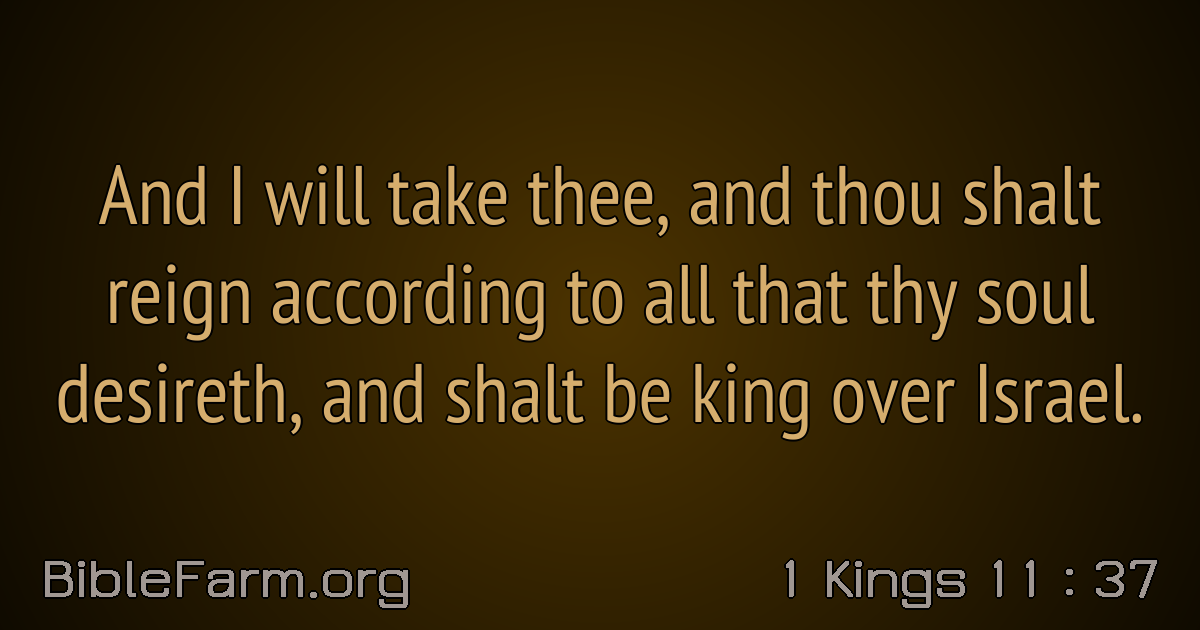 And I will take thee, and thou shalt
reign according to all that thy soul
desireth, and shalt be king over Israel.
BibleFarm.org
1 Kings 11 : 37